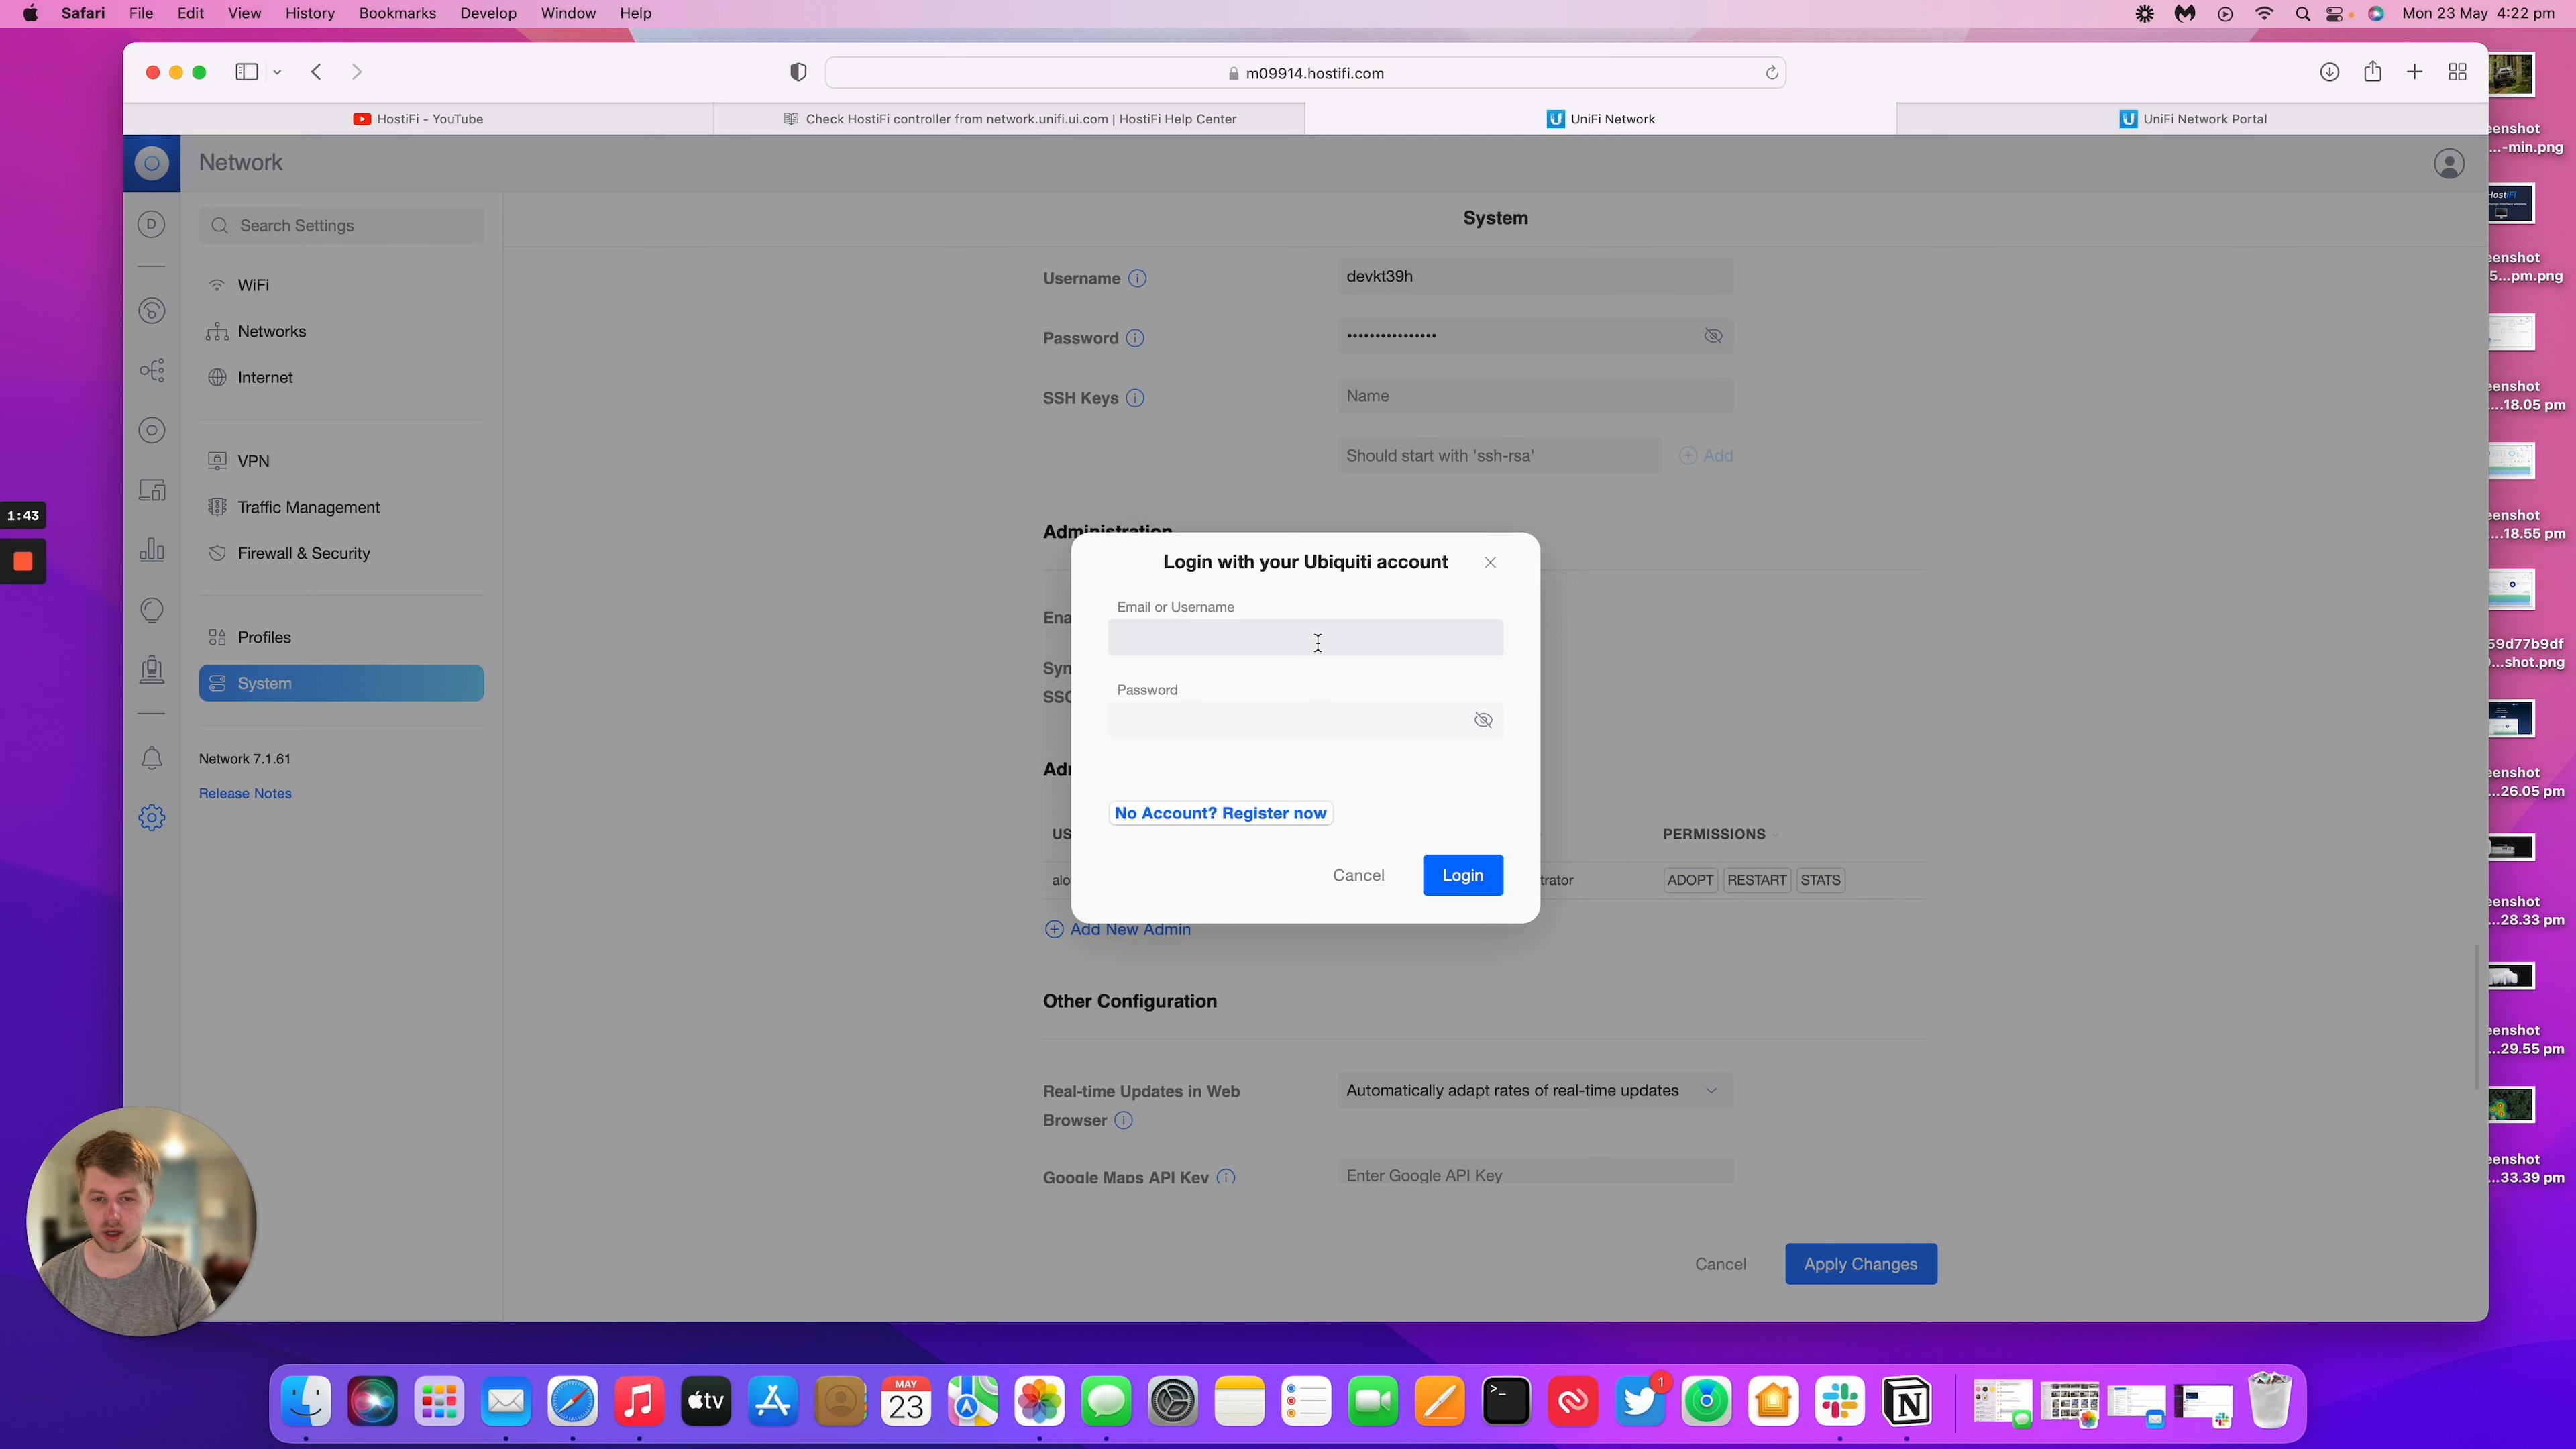 Safari File Edit View History Bookmarks Develop Window Help
Mon 23 May 4:22 pm
m09914.hostifi.com
HostiFi - YouTube
Check HostiFi controller from network.unifi.ui.com | HostiFi Help Center
UniFi Network
UniFi Network Portal
Network
D
Search Settings
WiFi
Networks
Internet
VPN
Traffic Management
Firewall & Security
Profiles
System
Network 7.1.61
Release Notes
System
Username
devkt39h
Password
••••••••••••••••
SSH Keys
Name
Should start with 'ssh-rsa'
Add
Administration
Ena
Syn
SSO
Login with your Ubiquiti account
Email or Username
Password
No Account? Register now
Cancel
Login
US
PERMISSIONS
alo
trator
ADOPT RESTART STATS
Add New Admin
Other Configuration
Real-time Updates in Web
Browser
Automatically adapt rates of real-time updates
Google Maps API Key
Enter Google API Key
Cancel
Apply Changes
1:43
eenshot
...-min.png
HostiFi
eenshot
5...pm.png
eenshot
....18.05 pm
eenshot
....18.55 pm
59d77b9df
...shot.png
eenshot
...26.05 pm
eenshot
...28.33 pm
eenshot
...29.55 pm
eenshot
...33.39 pm
tv
MAY
23
1